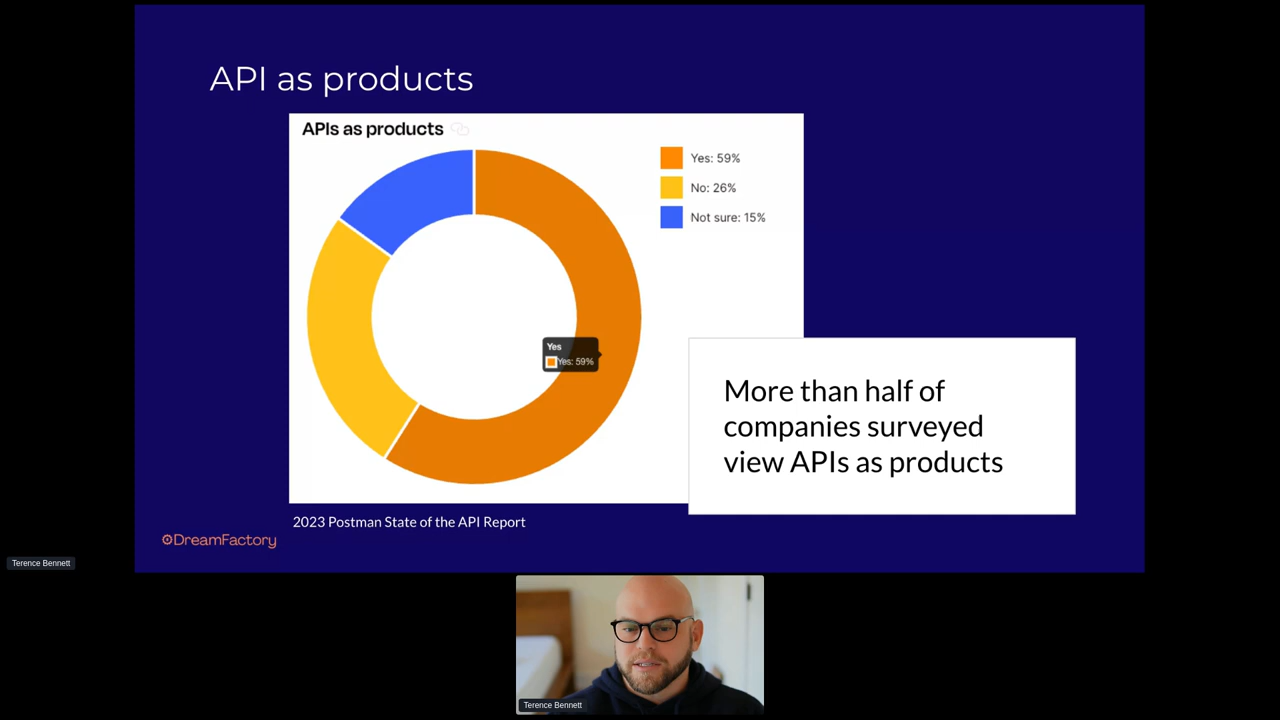 API as products
APIs as products
Yes: 59%
No: 26%
Not sure: 15%
Yes
Yes: 59%
More than half of
companies surveyed
view APIs as products
2023 Postman State of the API Report
DreamFactory
Terence Bennett
Terence Bennett